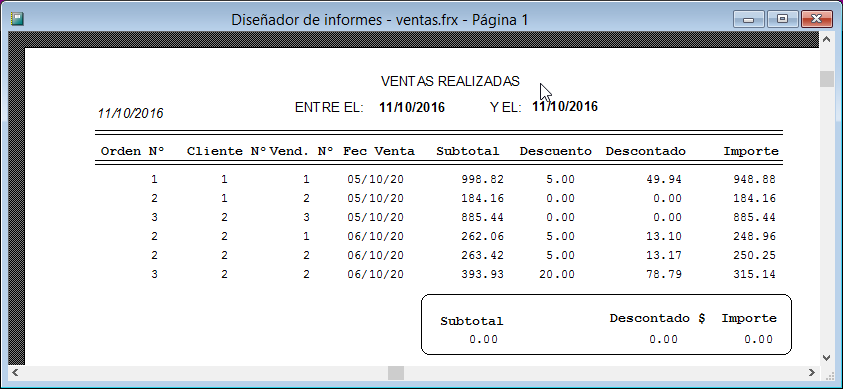 Diseñador de informes - ventas.frx - Página 1
VENTAS REALIZADAS
ENTRE EL: 11/10/2016 Y EL: 11/10/2016
11/10/2016
Orden Nº Cliente Nº Vend. Nº Fec Venta Subtotal Descuento Descontado Importe
1 1 1 05/10/20 998.82 5.00 49.94 948.88
2 1 2 05/10/20 184.16 0.00 0.00 184.16
3 2 3 05/10/20 885.44 0.00 0.00 885.44
2 2 1 06/10/20 262.06 5.00 13.10 248.96
2 2 2 06/10/20 263.42 5.00 13.17 250.25
3 2 2 06/10/20 393.93 20.00 78.79 315.14
Subtotal Descontado $ Importe
0.00 0.00 0.00